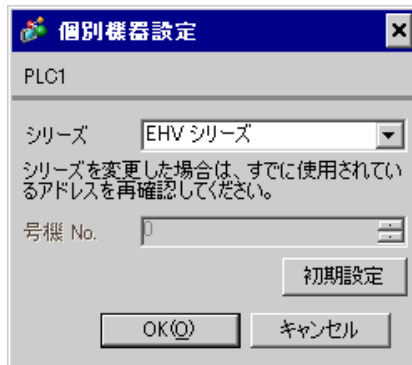 個別機器設定
PLC1
シリーズ EHV シリーズ
シリーズを変更した場合は、すでに使用されてい
るアドレスを再確認してください。
号機 No. 0
初期設定
OK(O) キャンセル